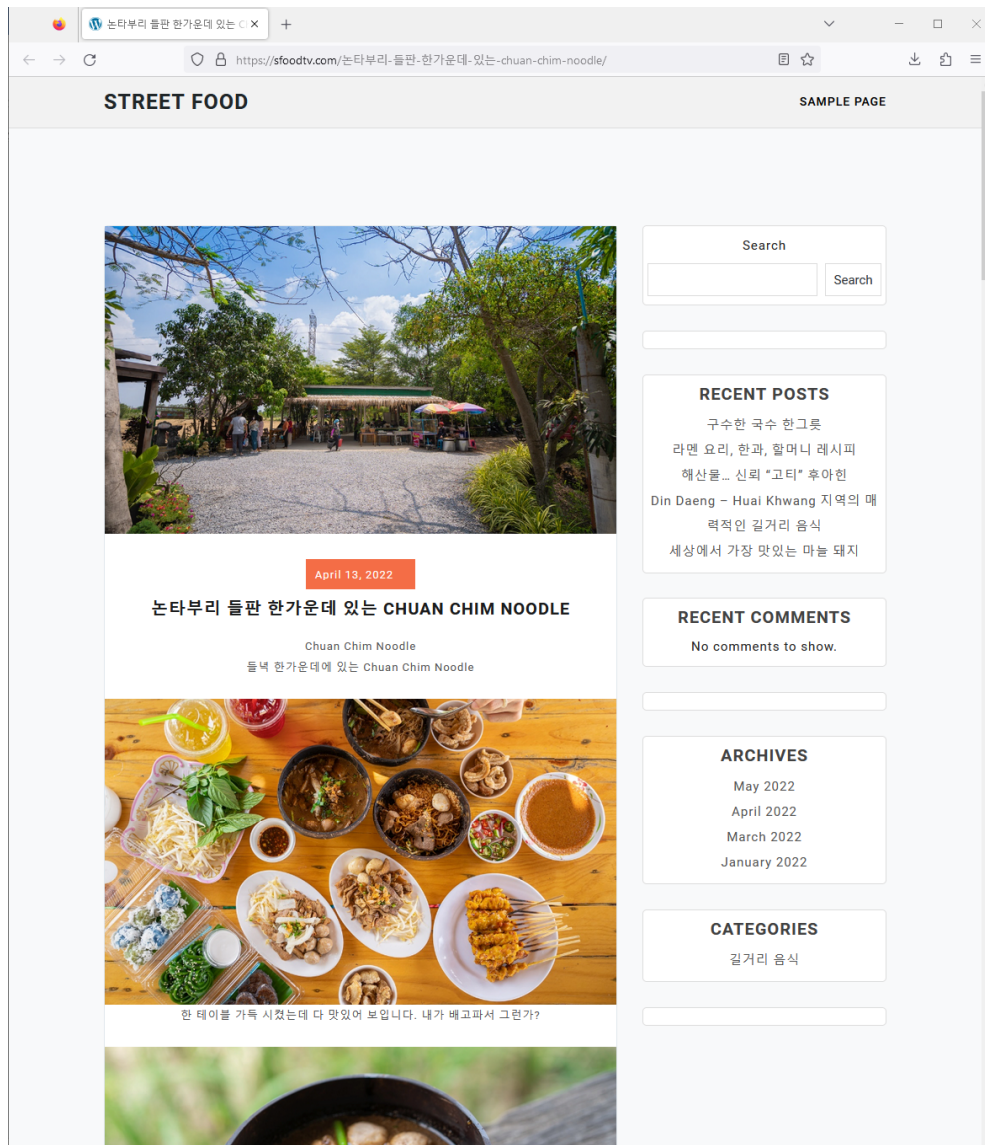 논타부리 들판 한가운데 있는
https://sfoodtv.com/논타부리-들판-한가운데-있는-chuan-chim-noodle/
STREET FOOD
SAMPLE PAGE
April 13, 2022
논타부리 들판 한가운데 있는 CHUAN CHIM NOODLE
Chuan Chim Noodle
들녘 한가운데에 있는 Chuan Chim Noodle
한 테이블 가득 시켰는데 다 맛있어 보입니다. 내가 배고파서 그런가?
Search
Search
RECENT POSTS
구수한 국수 한그릇
라멘 요리, 한과, 할머니 레시피
해산물… 신뢰 “고티” 후아힌
Din Daeng – Huai Khwang 지역의 매
력적인 길거리 음식
세상에서 가장 맛있는 마늘 돼지
RECENT COMMENTS
No comments to show.
ARCHIVES
May 2022
April 2022
March 2022
January 2022
CATEGORIES
길거리 음식